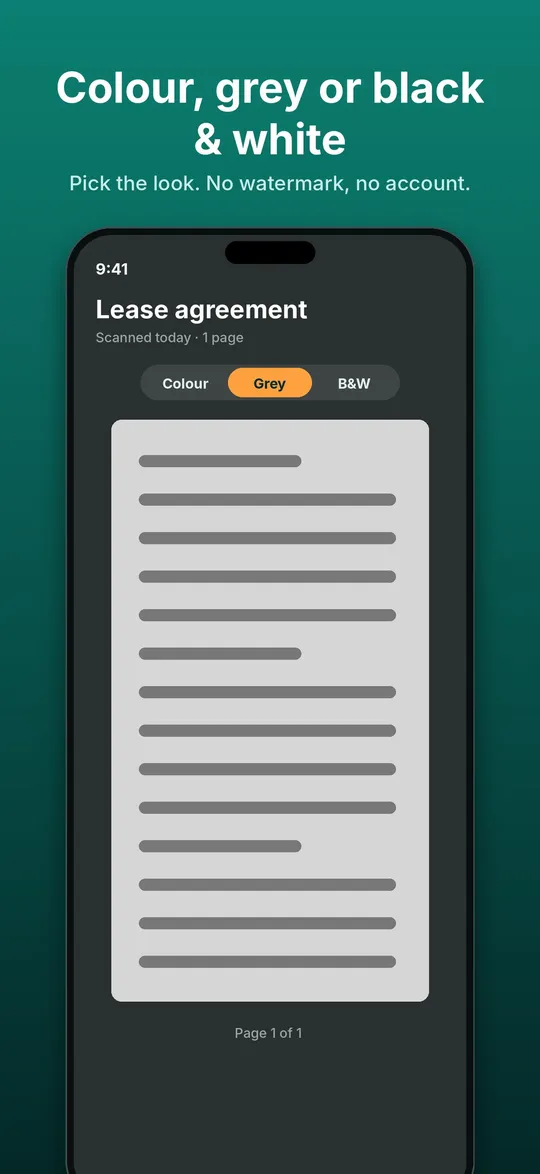 Colour, grey or black
& white
Pick the look. No watermark, no account.
9:41
Lease agreement
Scanned today · 1 page
Colour Grey B&W
Page 1 of 1